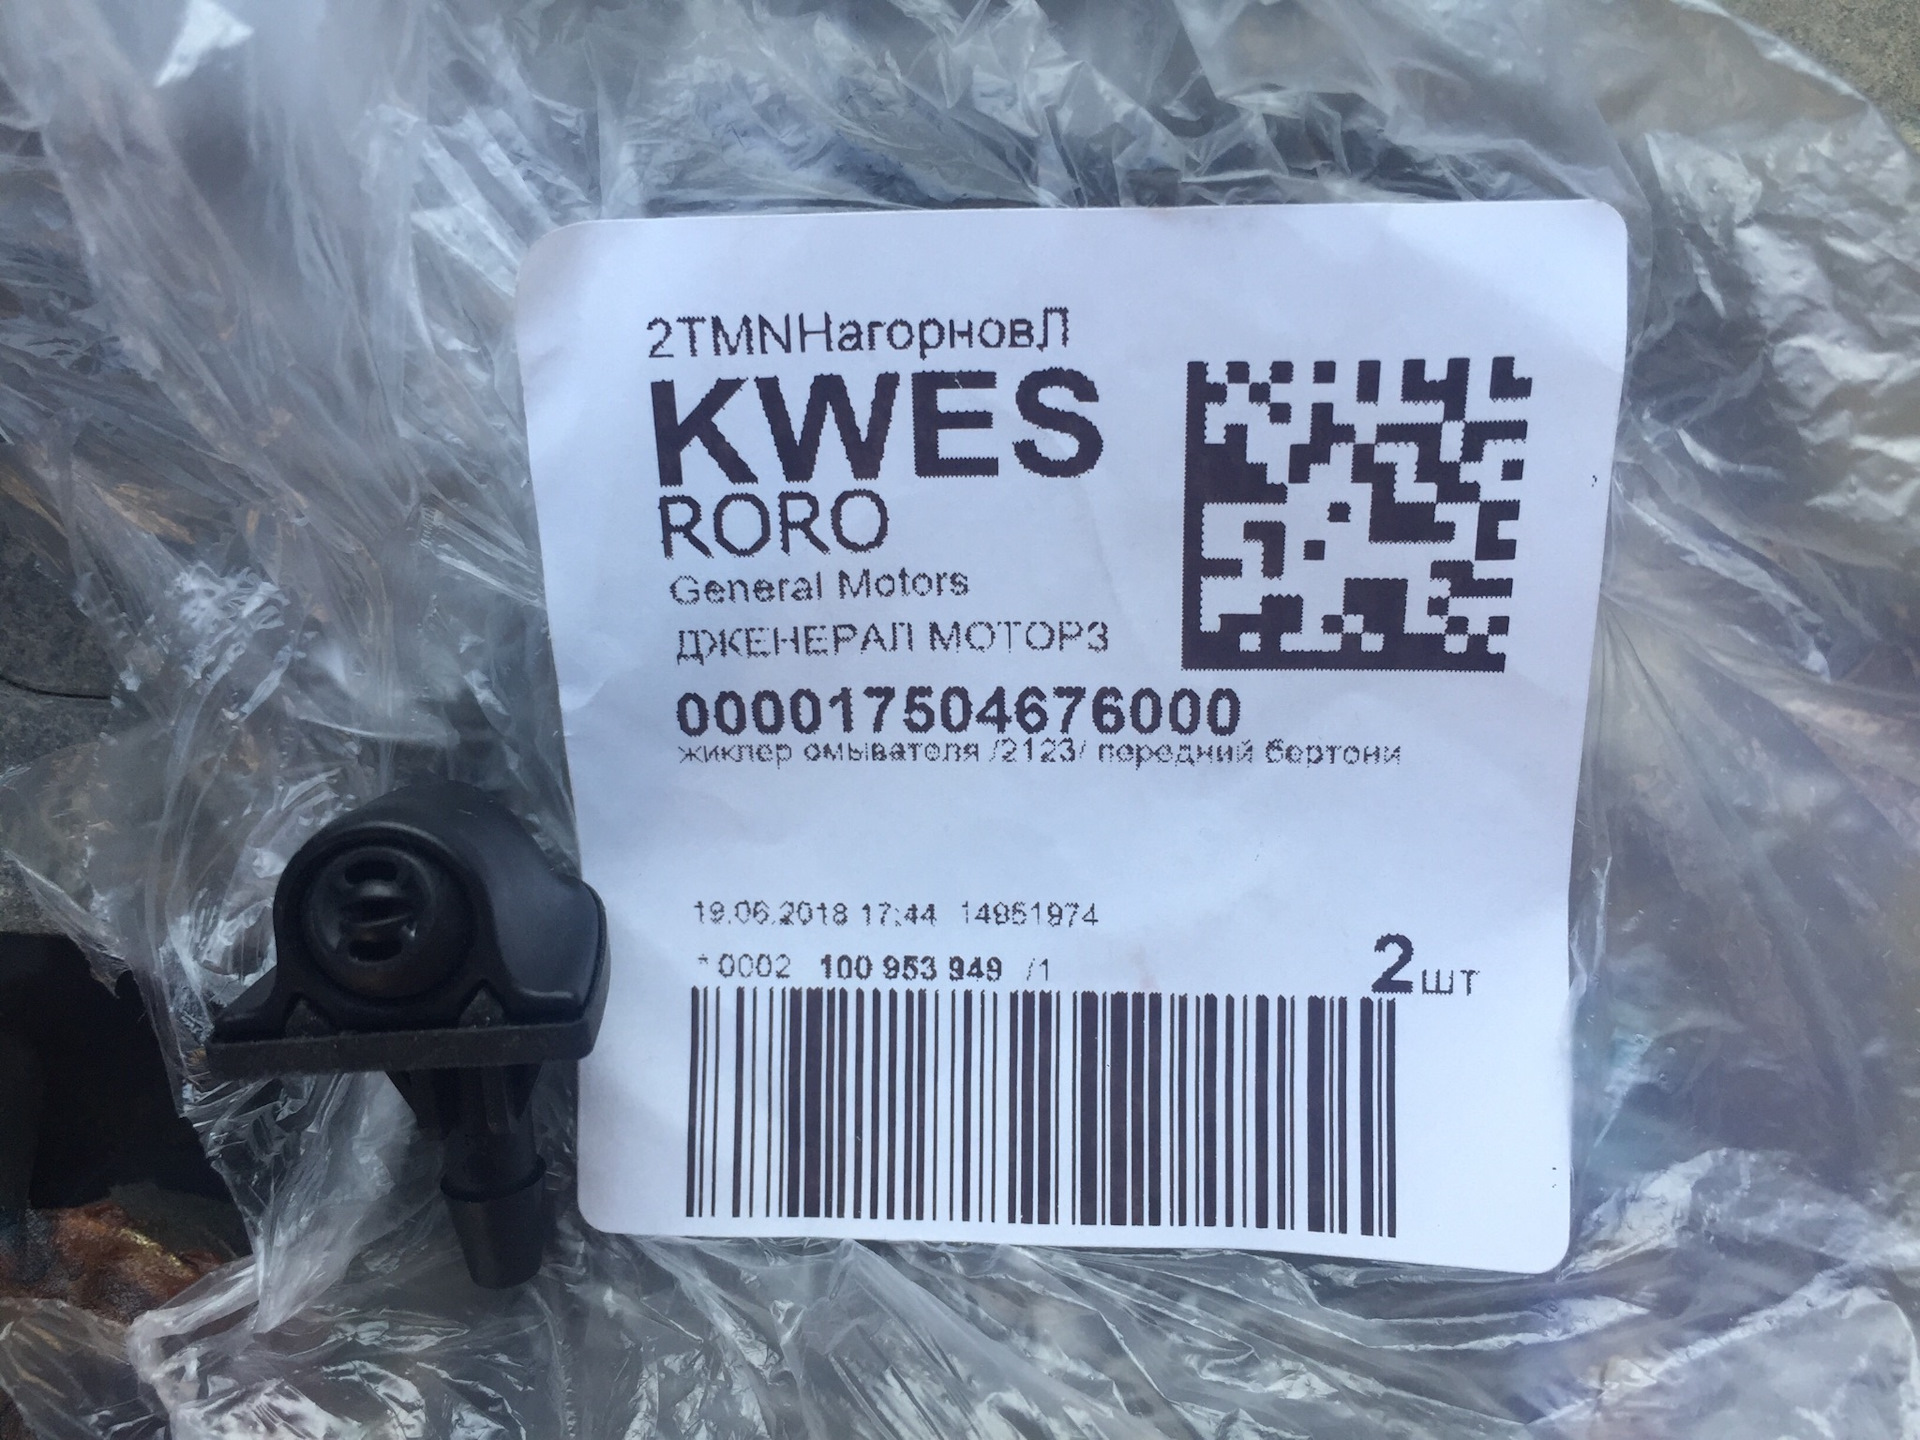 2TMNНагорновЛ
KWES
RORO
General Motors
ДЖЕНЕРАЛ МОТОРЗ
000017504676000
жиклер омывателя /2123/ передний бертони
19.06.2018 17:44 14951974
*0002 100 953 949 /1
2шт